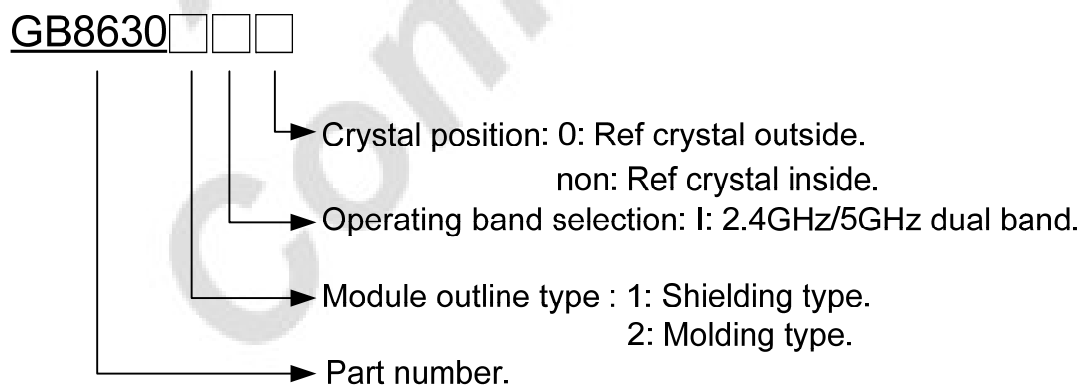 GB8630□□□
Crystal position: 0: Ref crystal outside.
non: Ref crystal inside.
Operating band selection: I: 2.4GHz/5GHz dual band.
Module outline type : 1: Shielding type.
2: Molding type.
Part number.